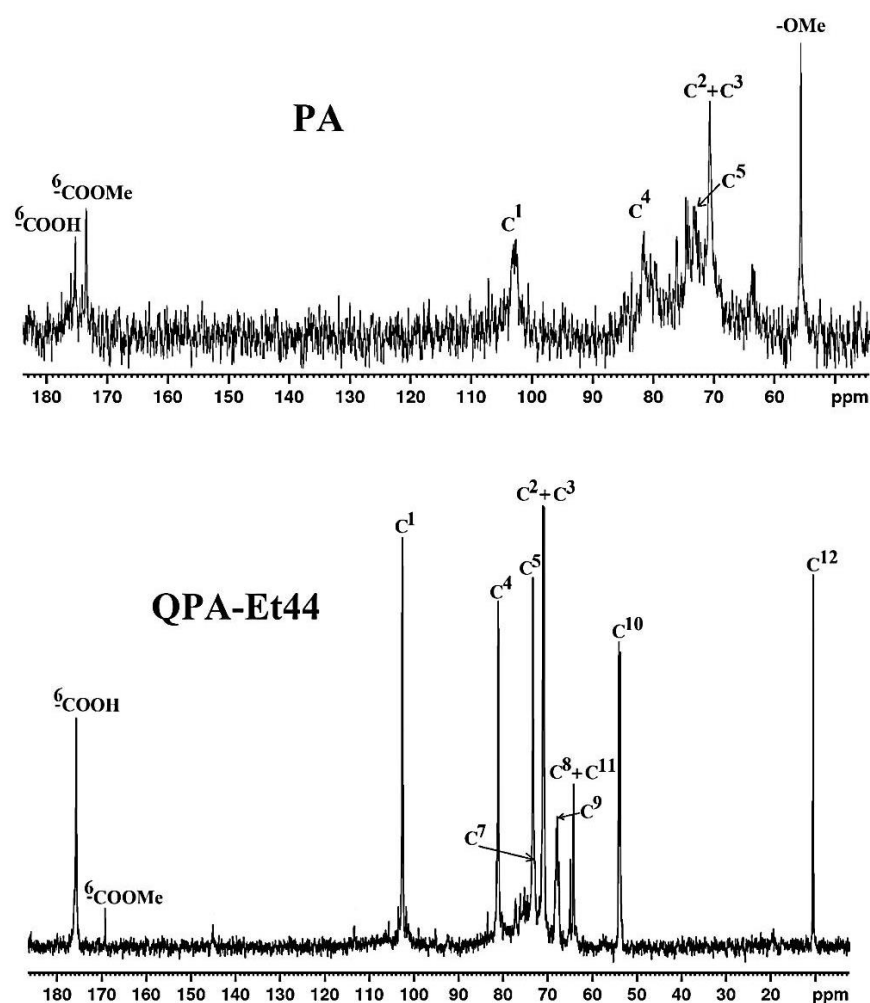 -OMe
C2+C3
PA
6-COOMe
C5
6-COOH
C1
C4
180 170 160 150 140 130 120 110 100 90 80 70 60 ppm
C2+C3
C1
C12
C5
C4
QPA-Et44
C10
6-COOH
C8+C11
C9
C7
6-COOMe
180 170 160 150 140 130 120 110 100 90 80 70 60 50 40 30 20 ppm